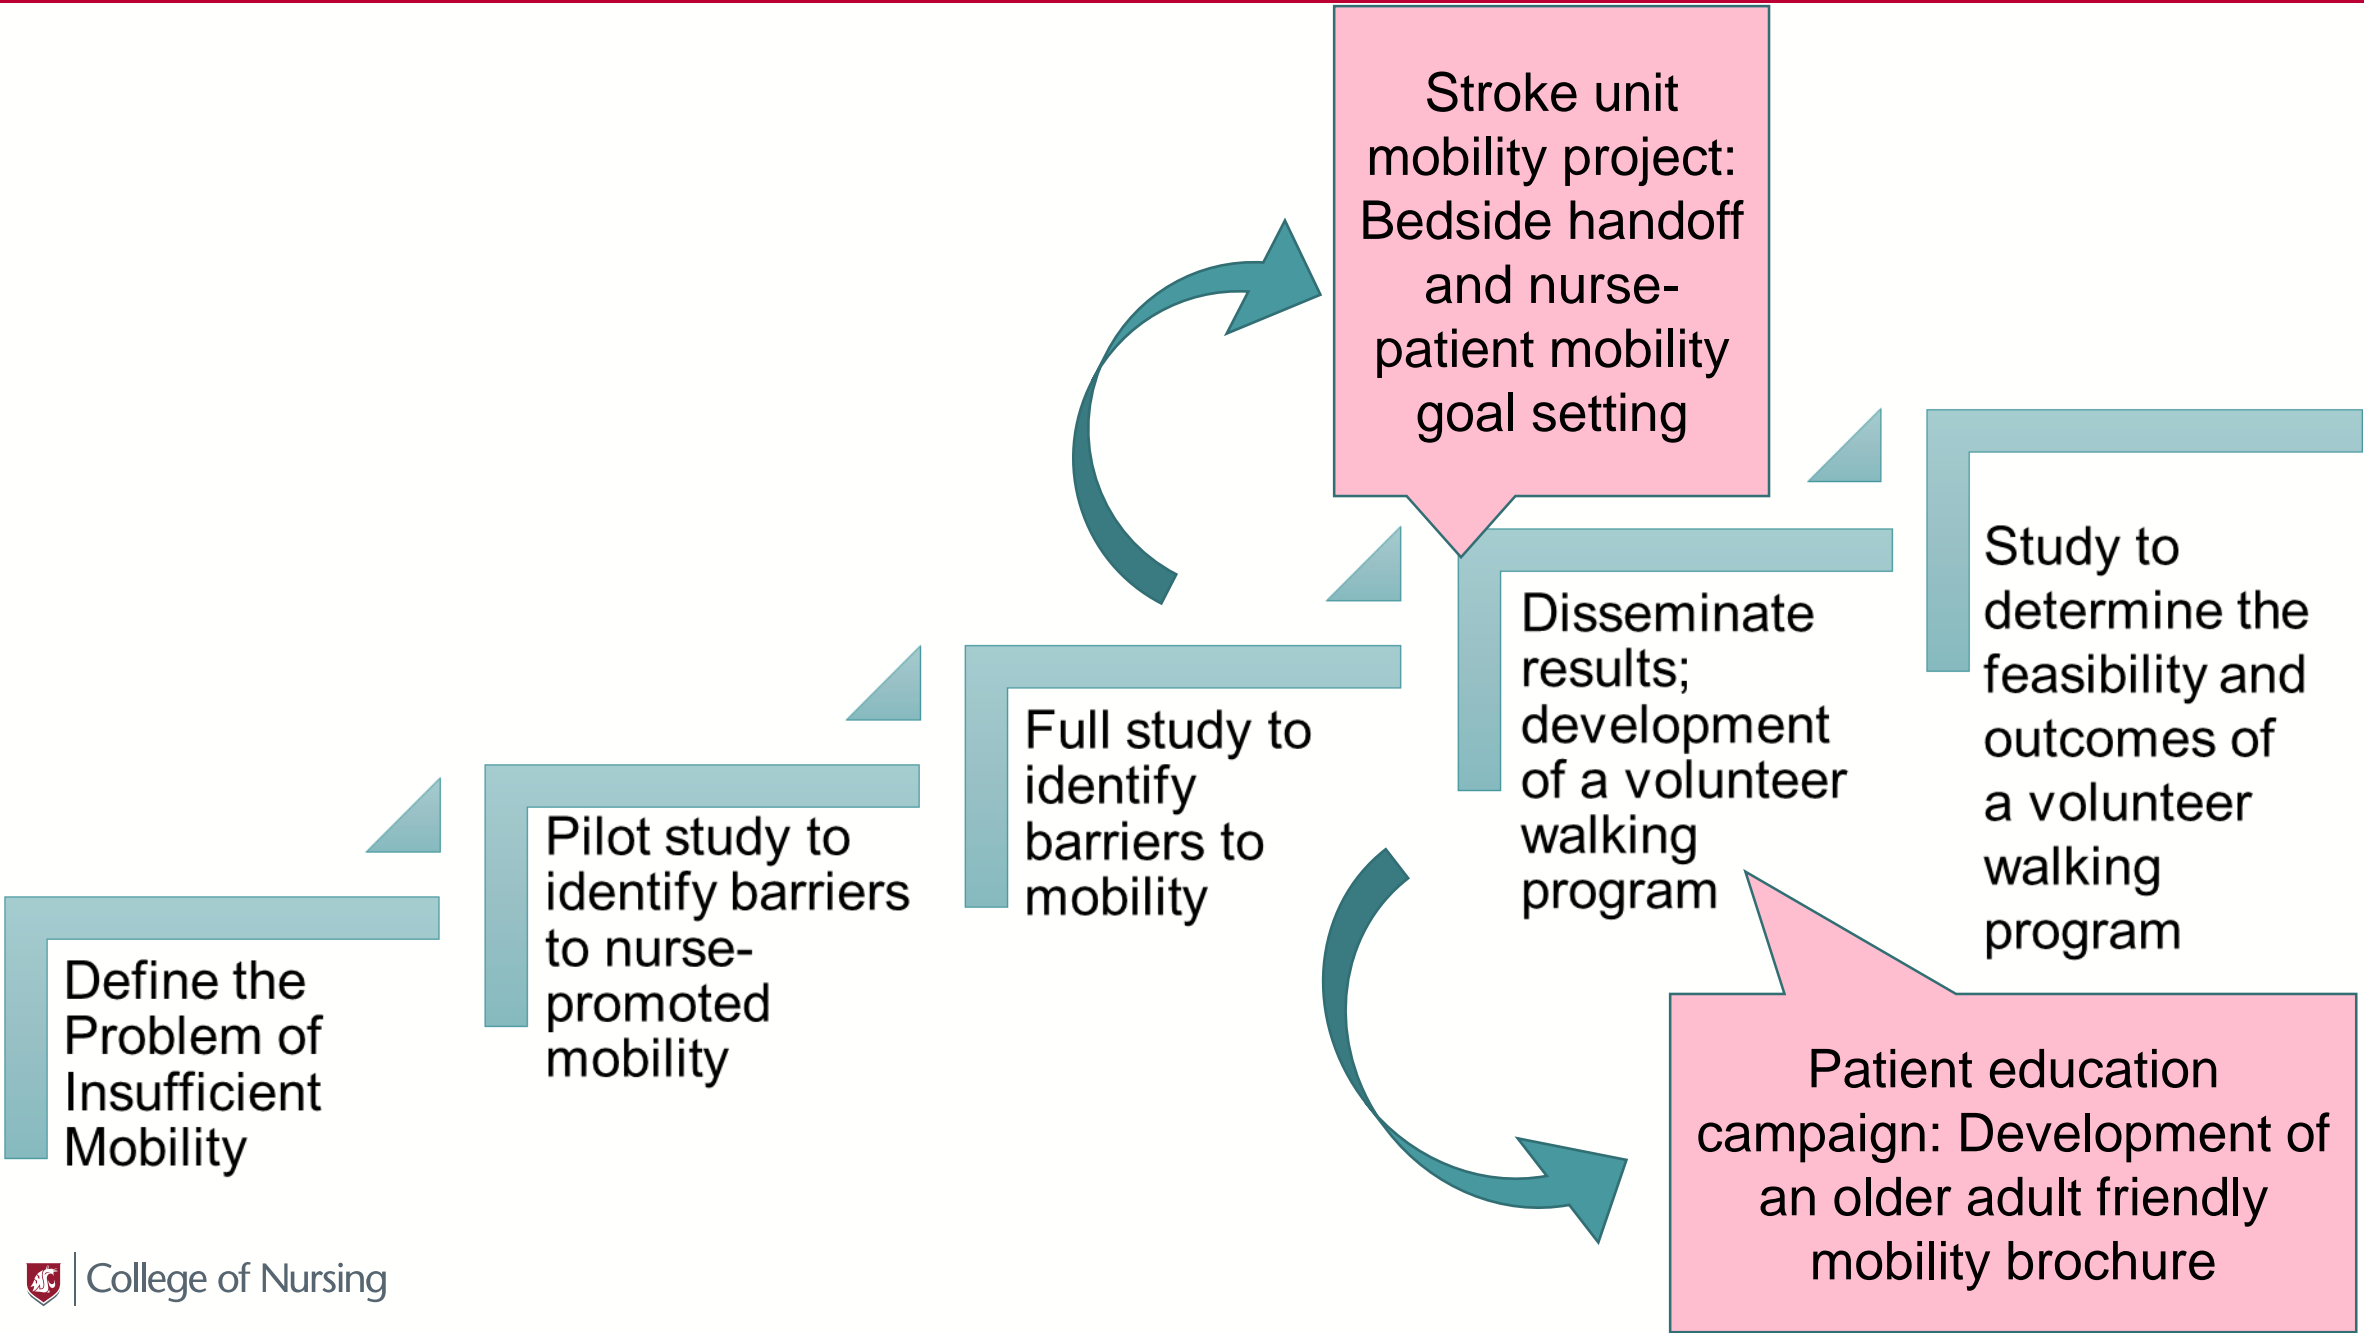 Define the
Problem of
Insufficient
Mobility
Pilot study to
identify barriers
to nurse-
promoted
mobility
Full study to
identify
barriers to
mobility
Stroke unit
mobility project:
Bedside handoff
and nurse-
patient mobility
goal setting
Disseminate
results;
development
of a volunteer
walking
program
Study to
determine the
feasibility and
outcomes of
a volunteer
walking
program
Patient education
campaign: Development of
an older adult friendly
mobility brochure
College of Nursing